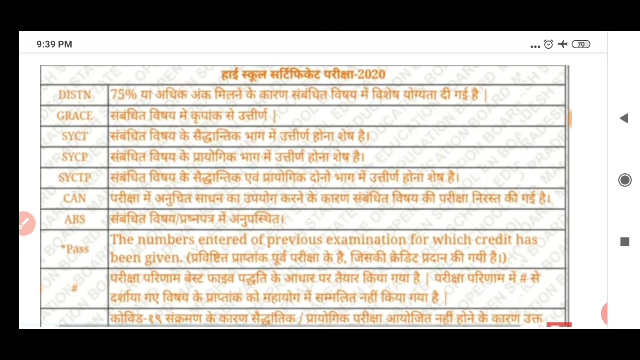 9:39 PM
70
हाई स्कूल सर्टिफिकेट परीक्षा-2020
DISTN 75% या अधिक अंक मिलने के कारण संबंधित विषय में विशेष योग्यता दी गई है |
GRACE संबंधित विषय में कृपांक से उत्तीर्ण |
SYCT संबंधित विषय के सैद्धान्तिक भाग में उत्तीर्ण होना शेष है।
SYCP संबंधित विषय के प्रायोगिक भाग में उत्तीर्ण होना शेष है।
SYCTP संबंधित विषय के सैद्धान्तिक एवं प्रायोगिक दोनो भाग में उत्तीर्ण होना शेष है।
CAN परीक्षा में अनुचित साधन का उपयोग करने के कारण संबंधित विषय की परीक्षा निरस्त की गई है।
ABS संबंधित विषय/प्रश्नपत्र में अनुपस्थित।
*Pass The numbers entered of previous examination for which credit has
been given. (प्रविष्टित प्राप्तांक पूर्व परीक्षा के है, जिसकी क्रेडिट प्रदान की गयी है।)
# परीक्षा परिणाम बेस्ट फाइव पद्धति के आधार पर तैयार किया गया है | परीक्षा परिणाम में # से
दर्शाया गए विषय के प्राप्तांक को महायोग में सम्मलित नहीं किया गया है |
कोविड-१९ संक्रमण के कारण सैद्धांतिक / प्रायोगिक परीक्षा आयोजित नहीं होने के कारण उक्त